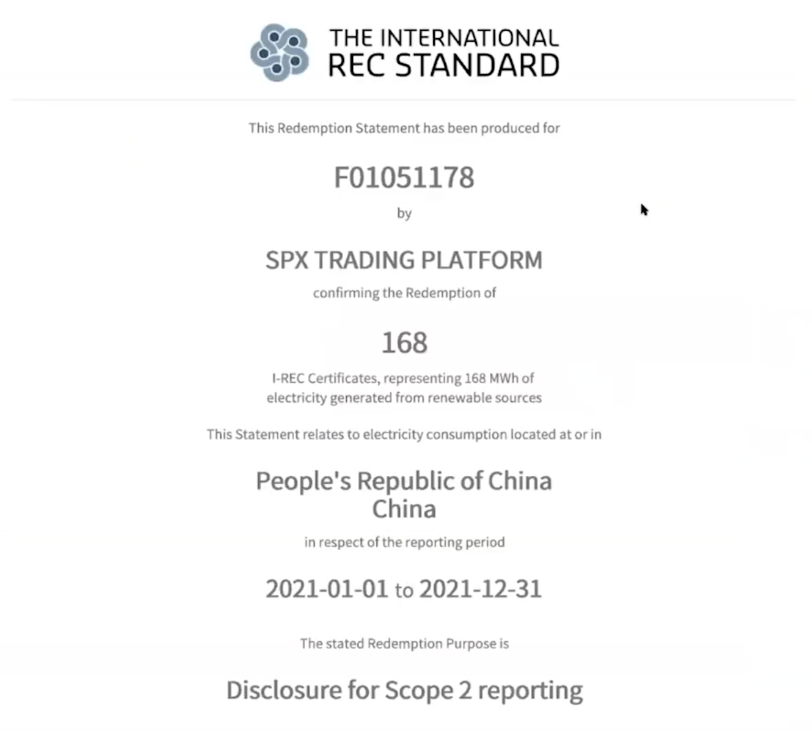 THE INTERNATIONAL
REC STANDARD
This Redemption Statement has been produced for
F01051178
by
SPX TRADING PLATFORM
confirming the Redemption of
168
I-REC Certificates, representing 168 MWh of
electricity generated from renewable sources
This Statement relates to electricity consumption located at or in
People's Republic of China
China
in respect of the reporting period
2021-01-01 to 2021-12-31
The stated Redemption Purpose is
Disclosure for Scope 2 reporting